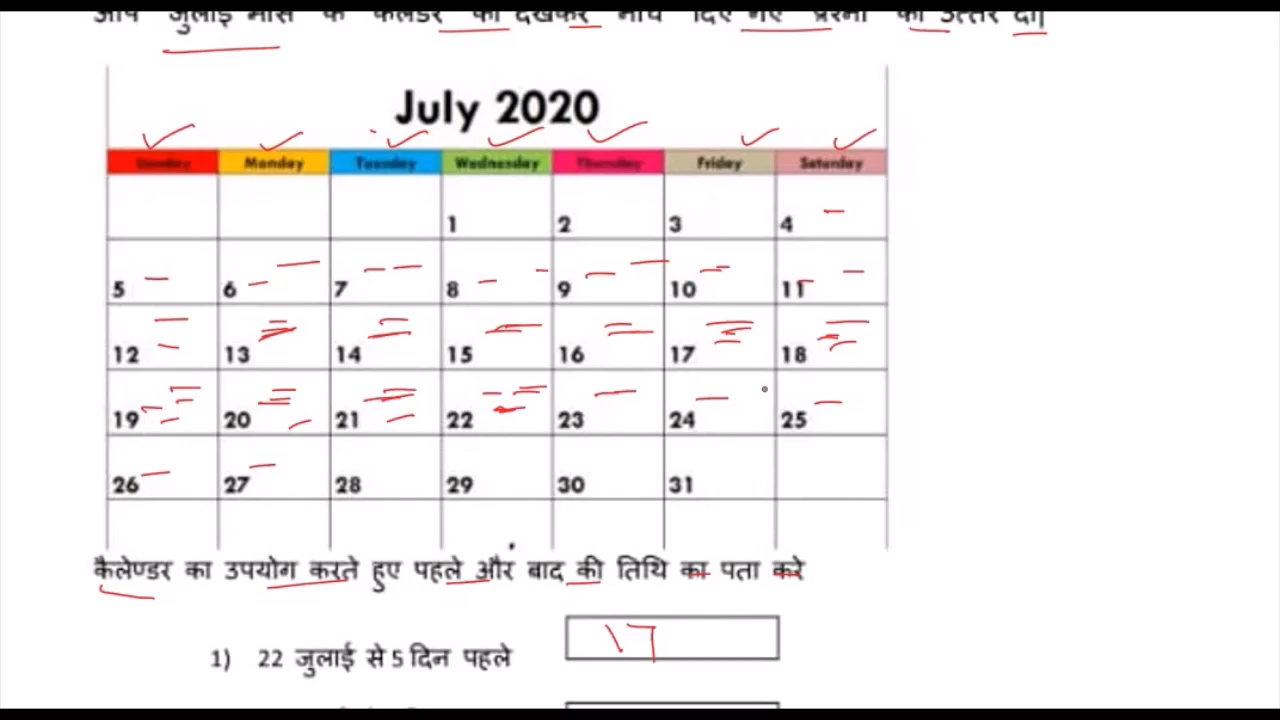 आप जुलाई मास के कैलेंडर को देखकर नीचे दिए गए प्रश्नों का उत्तर दो|
July 2020
Sunday Monday Tuesday Wednesday Thursday Friday Saturday
1 2 3 4
5 6 7 8 9 10 11
12 13 14 15 16 17 18
19 20 21 22 23 24 25
26 27 28 29 30 31
कैलेण्डर का उपयोग करते हुए पहले और बाद की तिथि का पता करे
1) 22 जुलाई से 5 दिन पहले 17